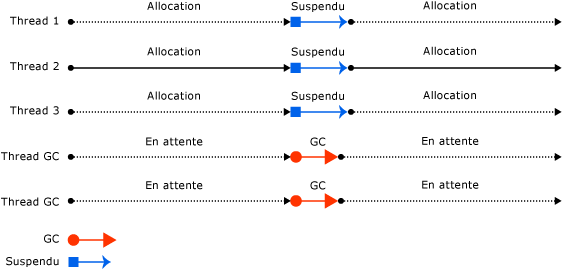 Allocation Suspendu Allocation
Thread 1
Allocation Suspendu Allocation
Thread 2
Allocation Suspendu Allocation
Thread 3
En attente GC En attente
Thread GC
En attente GC En attente
Thread GC
GC
Suspendu